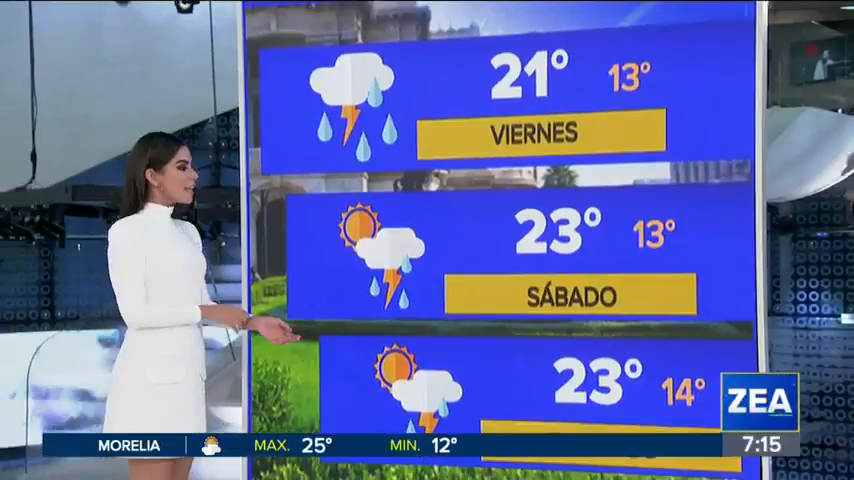 21° 13°
VIERNES
23° 13°
SÁBADO
23° 14°
ZEA
MORELIA MAX. 25° MIN. 12° 7:15